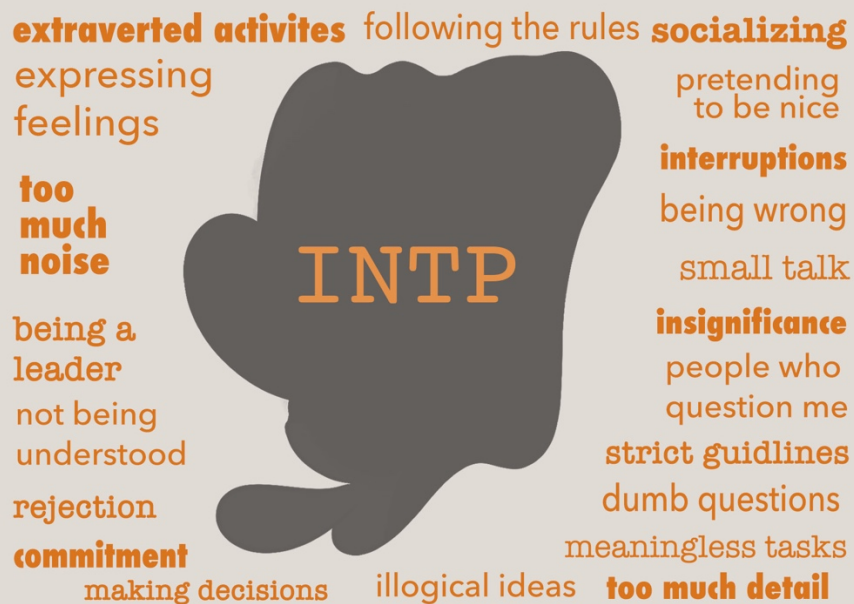 extraverted activites following the rules socializing
expressing
feelings
pretending
to be nice
too
much
noise
interruptions
being wrong
small talk
INTP
being a
leader
insignificance
people who
question me
not being
understood
strict guidlines
rejection
dumb questions
commitment
meaningless tasks
making decisions illogical ideas too much detail